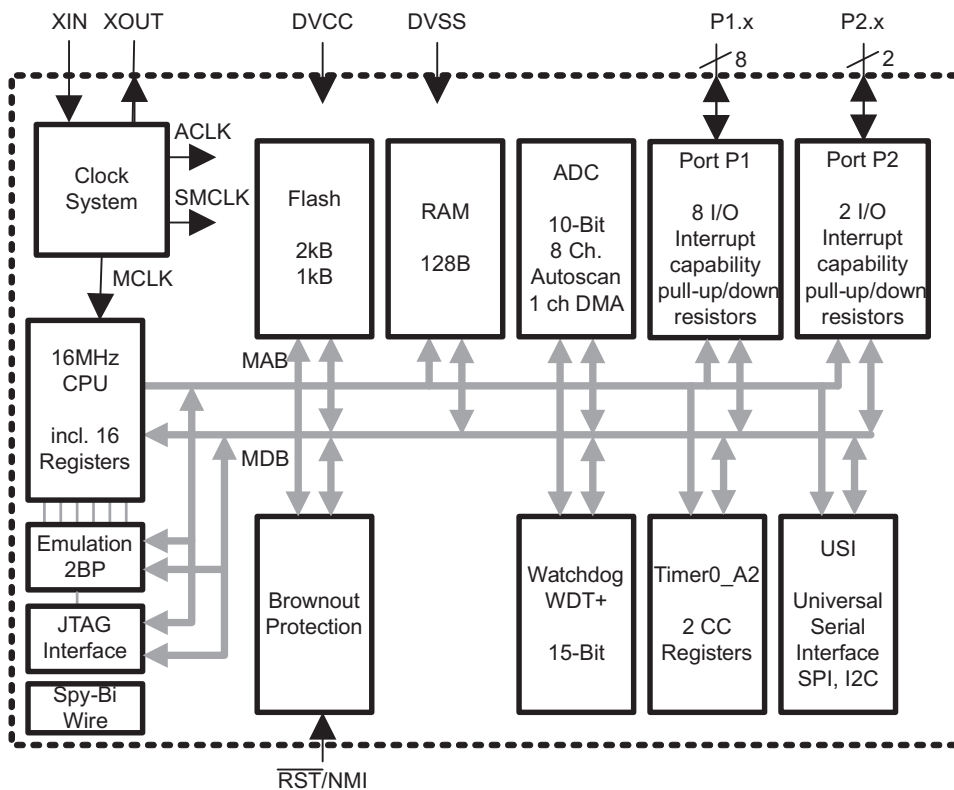 XIN XOUT DVCC DVSS P1.x P2.x
8 2
ACLK
SMCLK
MCLK
Clock
System
Flash
2kB
1kB
RAM
128B
ADC
10-Bit
8 Ch.
Autoscan
1 ch DMA
Port P1
8 I/O
Interrupt
capability
pull-up/down
resistors
Port P2
2 I/O
Interrupt
capability
pull-up/down
resistors
16MHz
CPU
incl. 16
Registers
MAB
MDB
Emulation
2BP
JTAG
Interface
Spy-Bi
Wire
Brownout
Protection
Watchdog
WDT+
15-Bit
Timer0_A2
2 CC
Registers
USI
Universal
Serial
Interface
SPI, I2C
RST/NMI